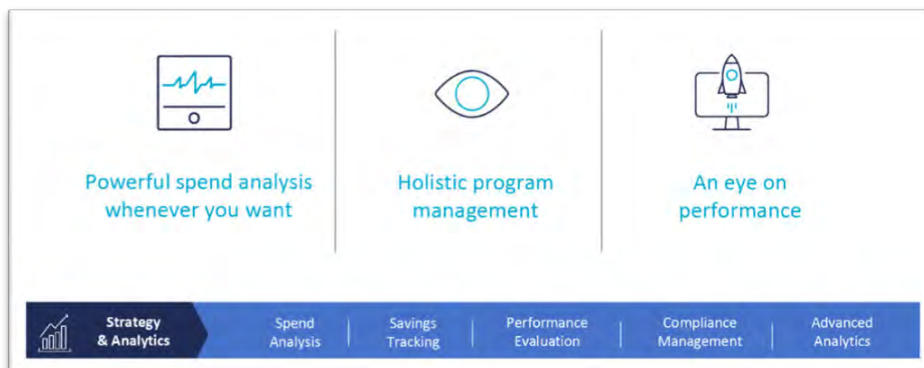 Powerful spend analysis
whenever you want
Holistic program
management
An eye on
performance
Strategy
& Analytics
Spend
Analysis
Savings
Tracking
Performance
Evaluation
Compliance
Management
Advanced
Analytics